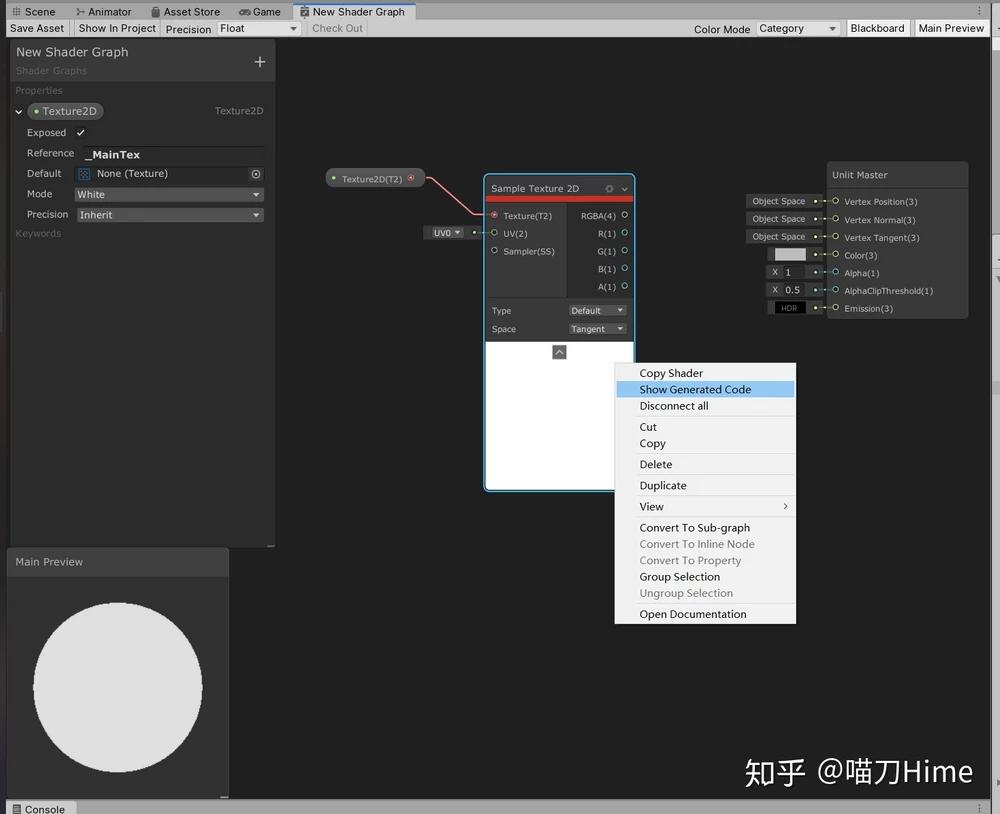 Scene
Animator
Asset Store
Game
New Shader Graph
Save Asset
Show In Project
Precision
Float
Check Out
Color Mode
Category
Blackboard
Main Preview
New Shader Graph
Shader Graphs
Properties
Texture2D
Texture2D
Exposed
Reference
_MainTex
Default
None (Texture)
Mode
White
Precision
Inherit
Keywords
Texture2D(T2)
UV0
Sample Texture 2D
Texture(T2)
RGBA(4)
UV(2)
R(1)
Sampler(SS)
G(1)
B(1)
A(1)
Type
Default
Space
Tangent
Unlit Master
Object Space
Vertex Position(3)
Object Space
Vertex Normal(3)
Object Space
Vertex Tangent(3)
Color(3)
X 1
Alpha(1)
X 0.5
AlphaClipThreshold(1)
HDR
Emission(3)
Copy Shader
Show Generated Code
Disconnect all
Cut
Copy
Delete
Duplicate
View
Convert To Sub-graph
Convert To Inline Node
Convert To Property
Group Selection
Ungroup Selection
Open Documentation
Main Preview
知乎 @喵刀Hime
Console